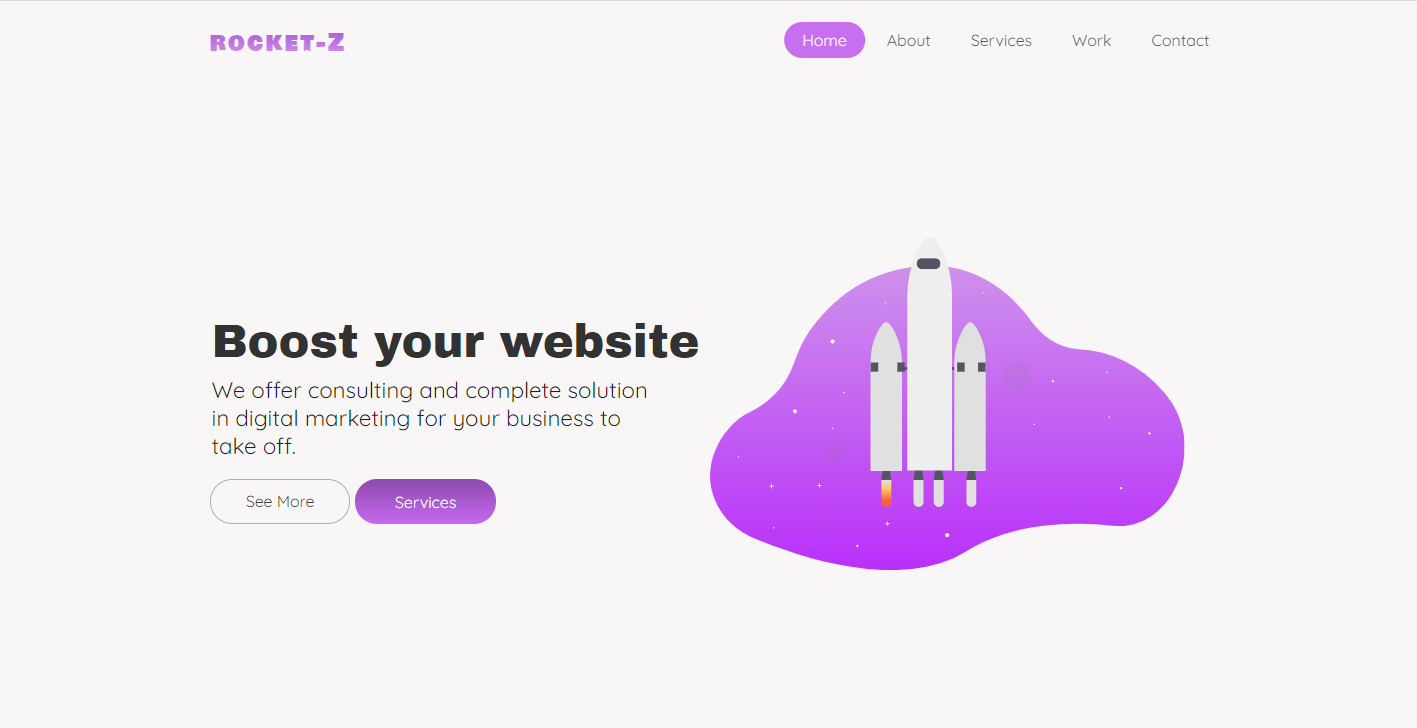 ROCKET-Z
Home About Services Work Contact
Boost your website
We offer consulting and complete solution
in digital marketing for your business to
take off.
See More Services